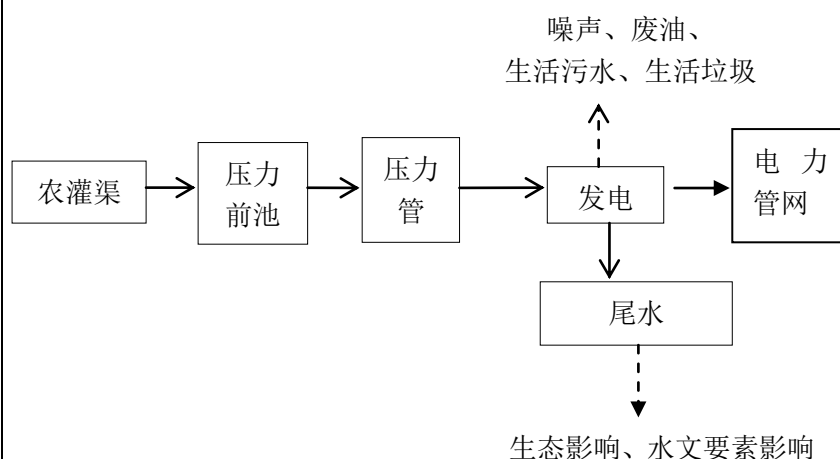 噪声、废油、
生活污水、生活垃圾
农灌渠
压力
前池
压力
管
发电
电 力
管网
尾水
生态影响、水文要素影响